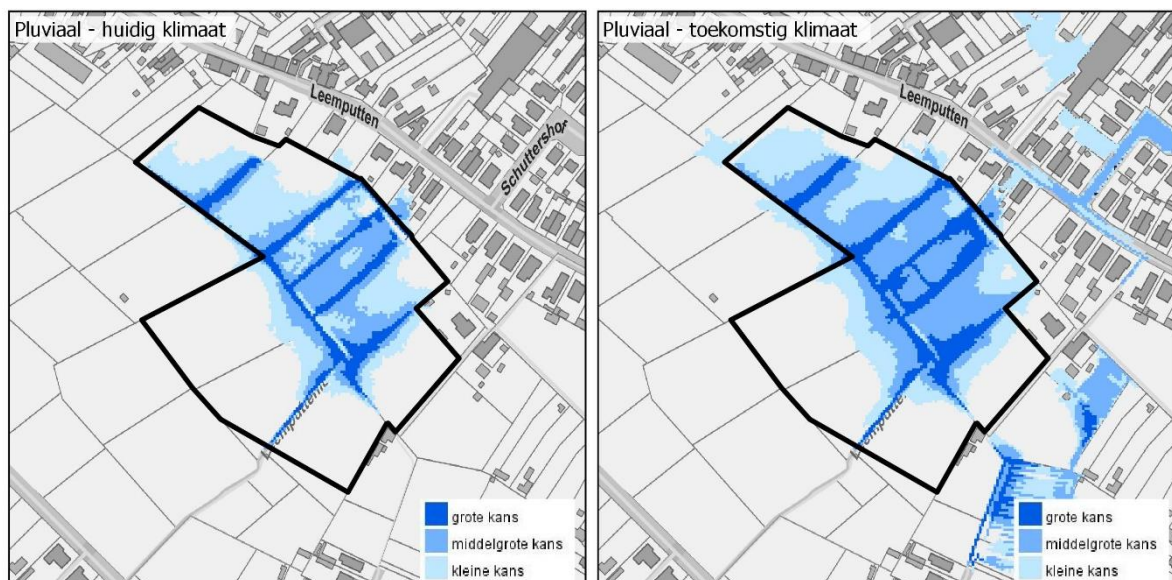 Pluviaal - huidig klimaat
Leemputten
Schuttershof
grote kans
middelgrote kans
kleine kans
Pluviaal - toekomstig klimaat
Leemputten
grote kans
middelgrote kans
kleine kans